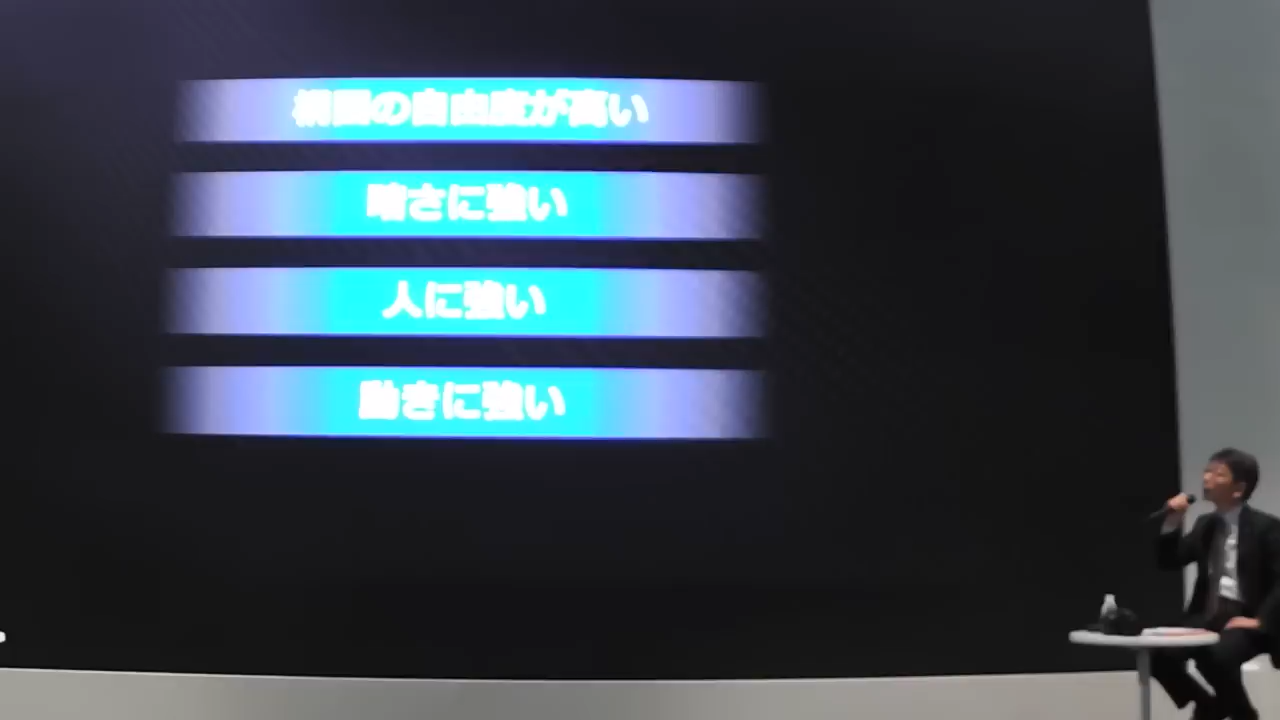 構図の自由度が高い
暗さに強い
人に強い
動きに強い